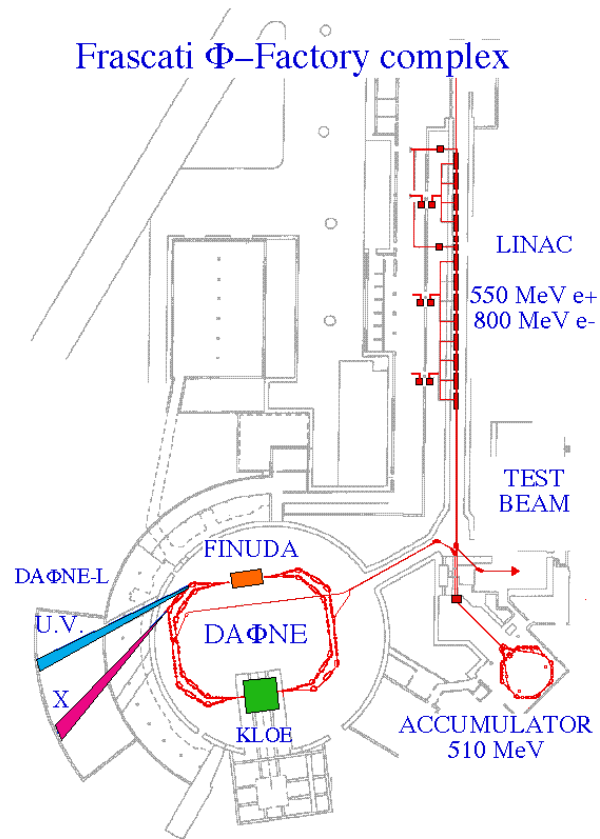 Frascati Φ–Factory complex
LINAC
550 MeV e+
800 MeV e-
TEST
BEAM
FINUDA
DAΦNE-L
U.V.
DAΦNE
X
KLOE
ACCUMULATOR
510 MeV